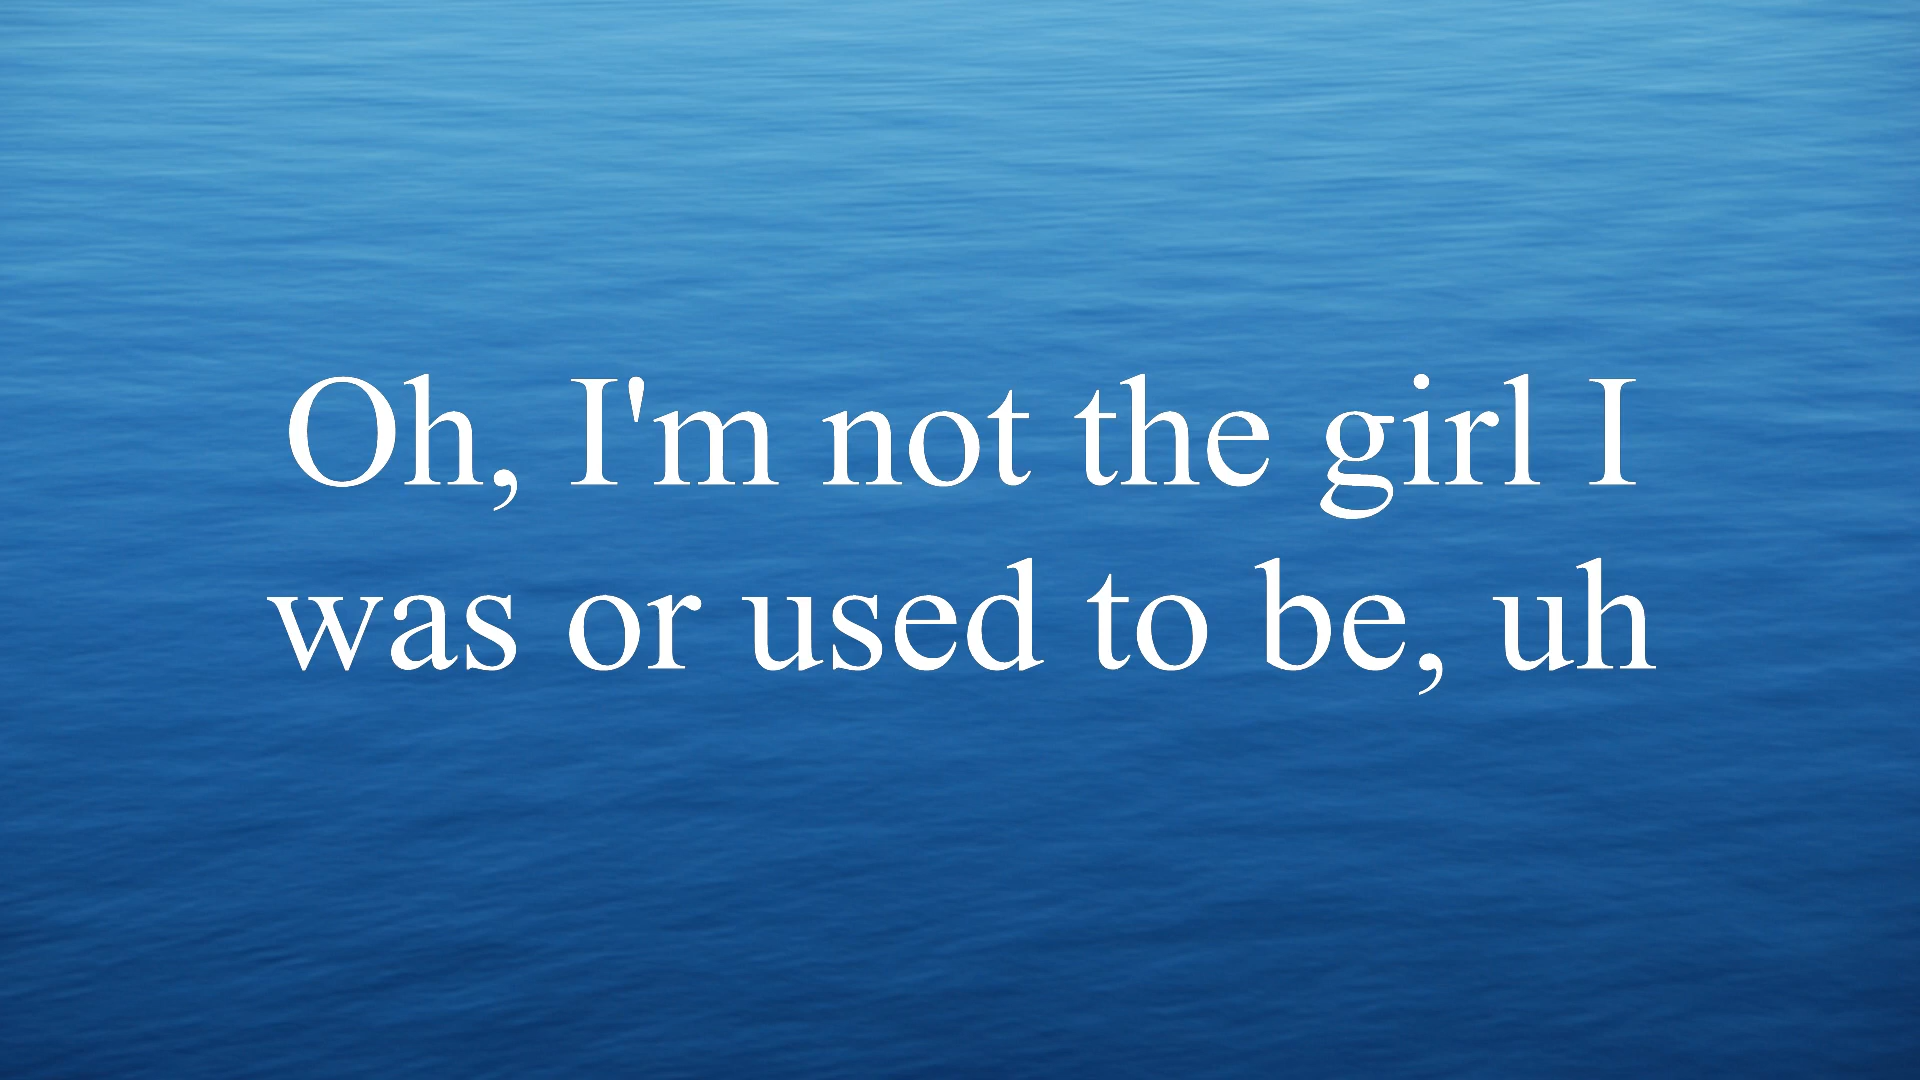 Oh, I'm not the girl I
was or used to be, uh